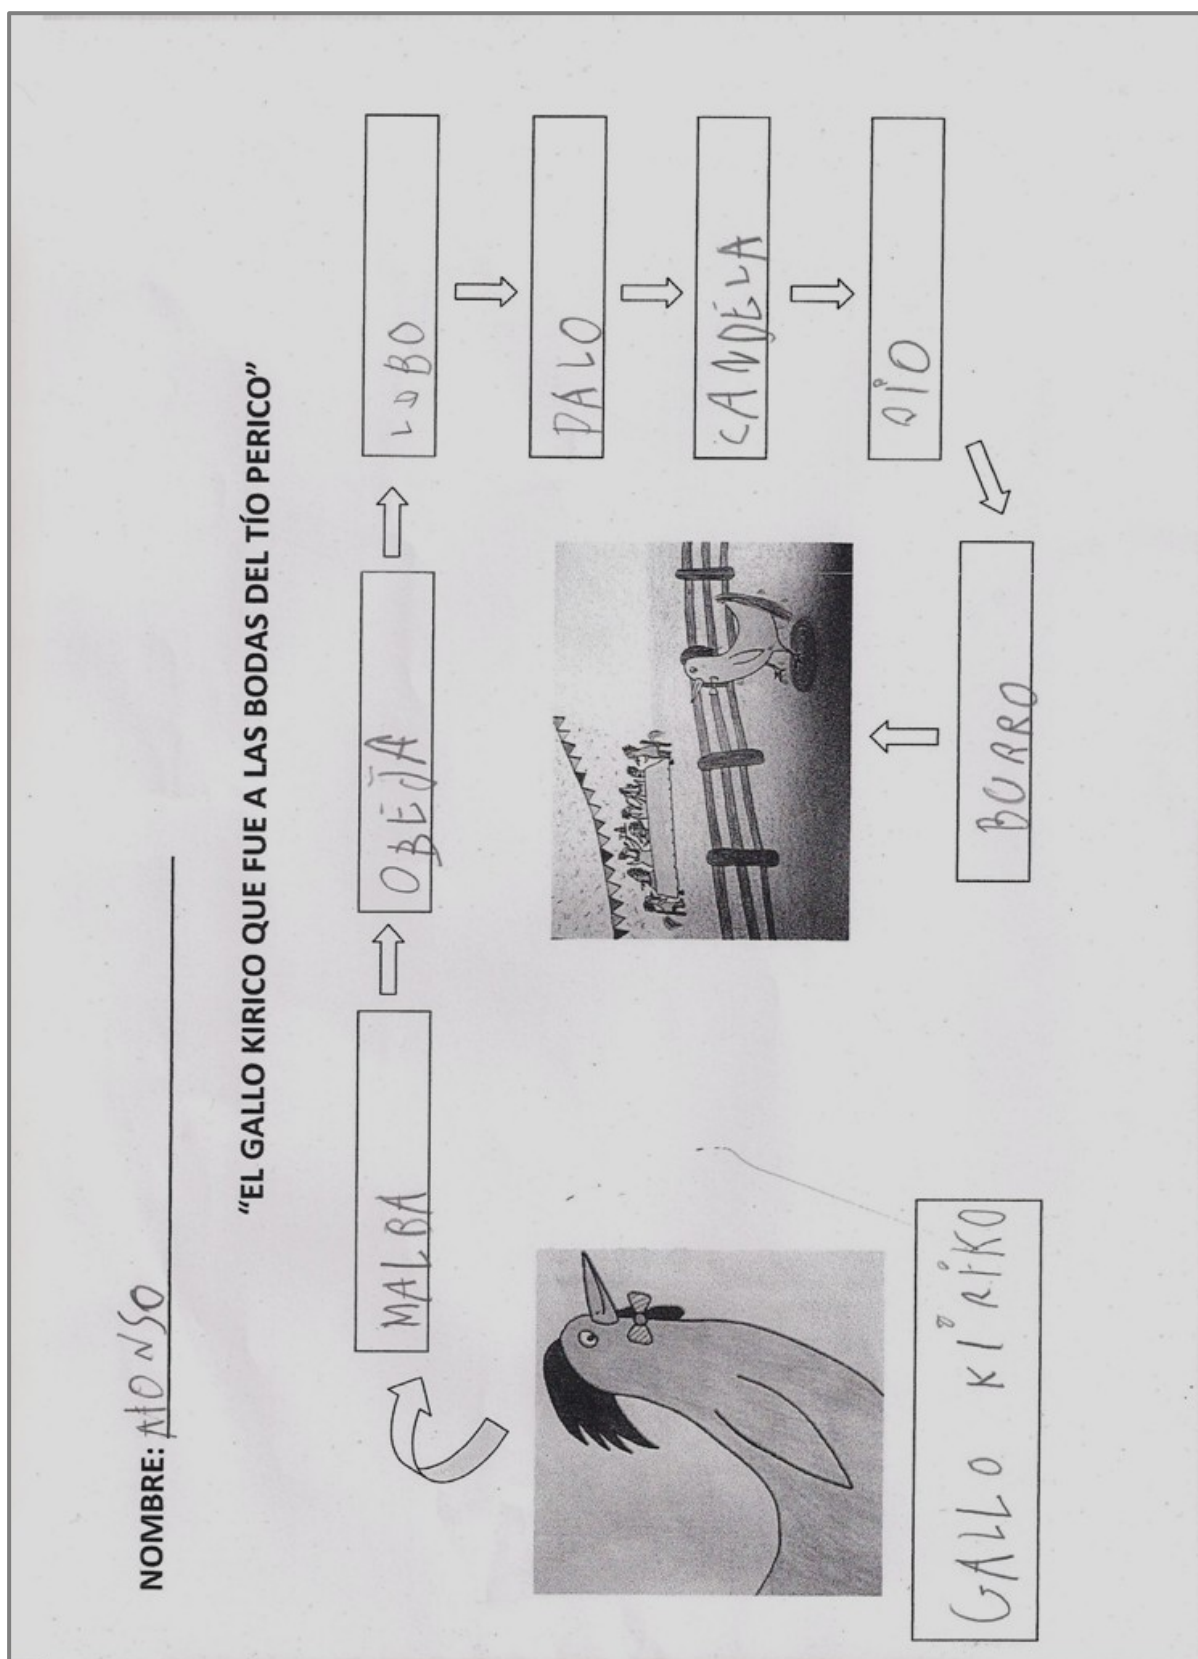 NOMBRE: AlONSO
"EL GALLO KIRICO QUE FUE A LAS BODAS DEL TÍO PERICO"
MALBA
OBEJA
LOBO
PALO
CANDELA
RIO
BURRO
GALLO KIRIKO